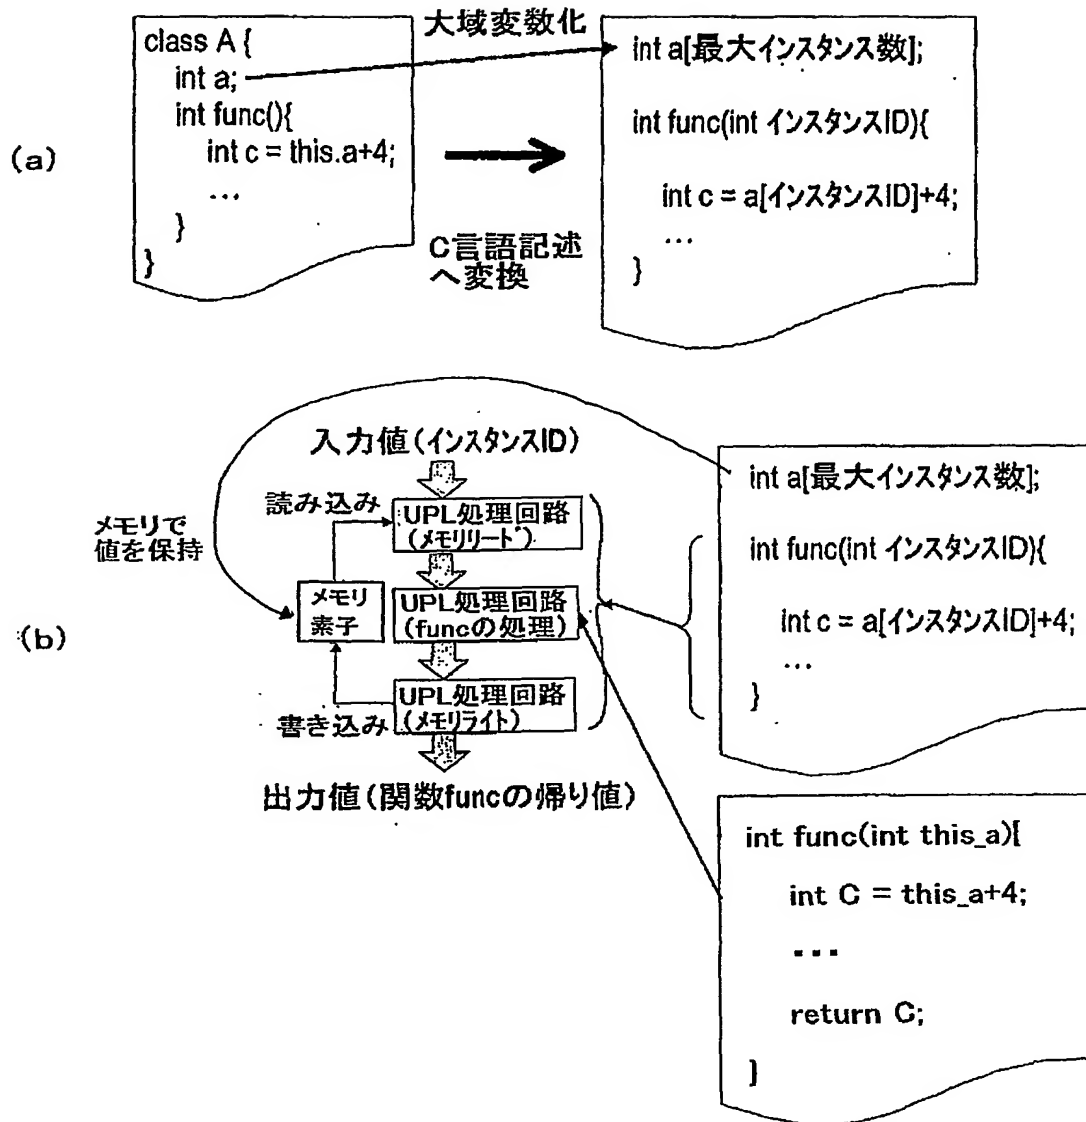 (a)
class A {
int a;
int func(){
int c = this.a+4;
...
}
}
大域変数化
C言語記述
へ変換
int a[最大インスタンス数];
int func(int インスタンスID){
int c = a[インスタンスID]+4;
...
}
(b)
入力値(インスタンスID)
読み込み
メモリで
値を保持
UPL処理回路
(メモリリード)
メモリ
素子
UPL処理回路
(funcの処理)
UPL処理回路
(メモリライト)
書き込み
出力値(関数funcの帰り値)
int a[最大インスタンス数];
int func(int インスタンスID){
int c = a[インスタンスID]+4;
...
}
int func(int this_a){
int C = this_a+4;
...
return C;
}